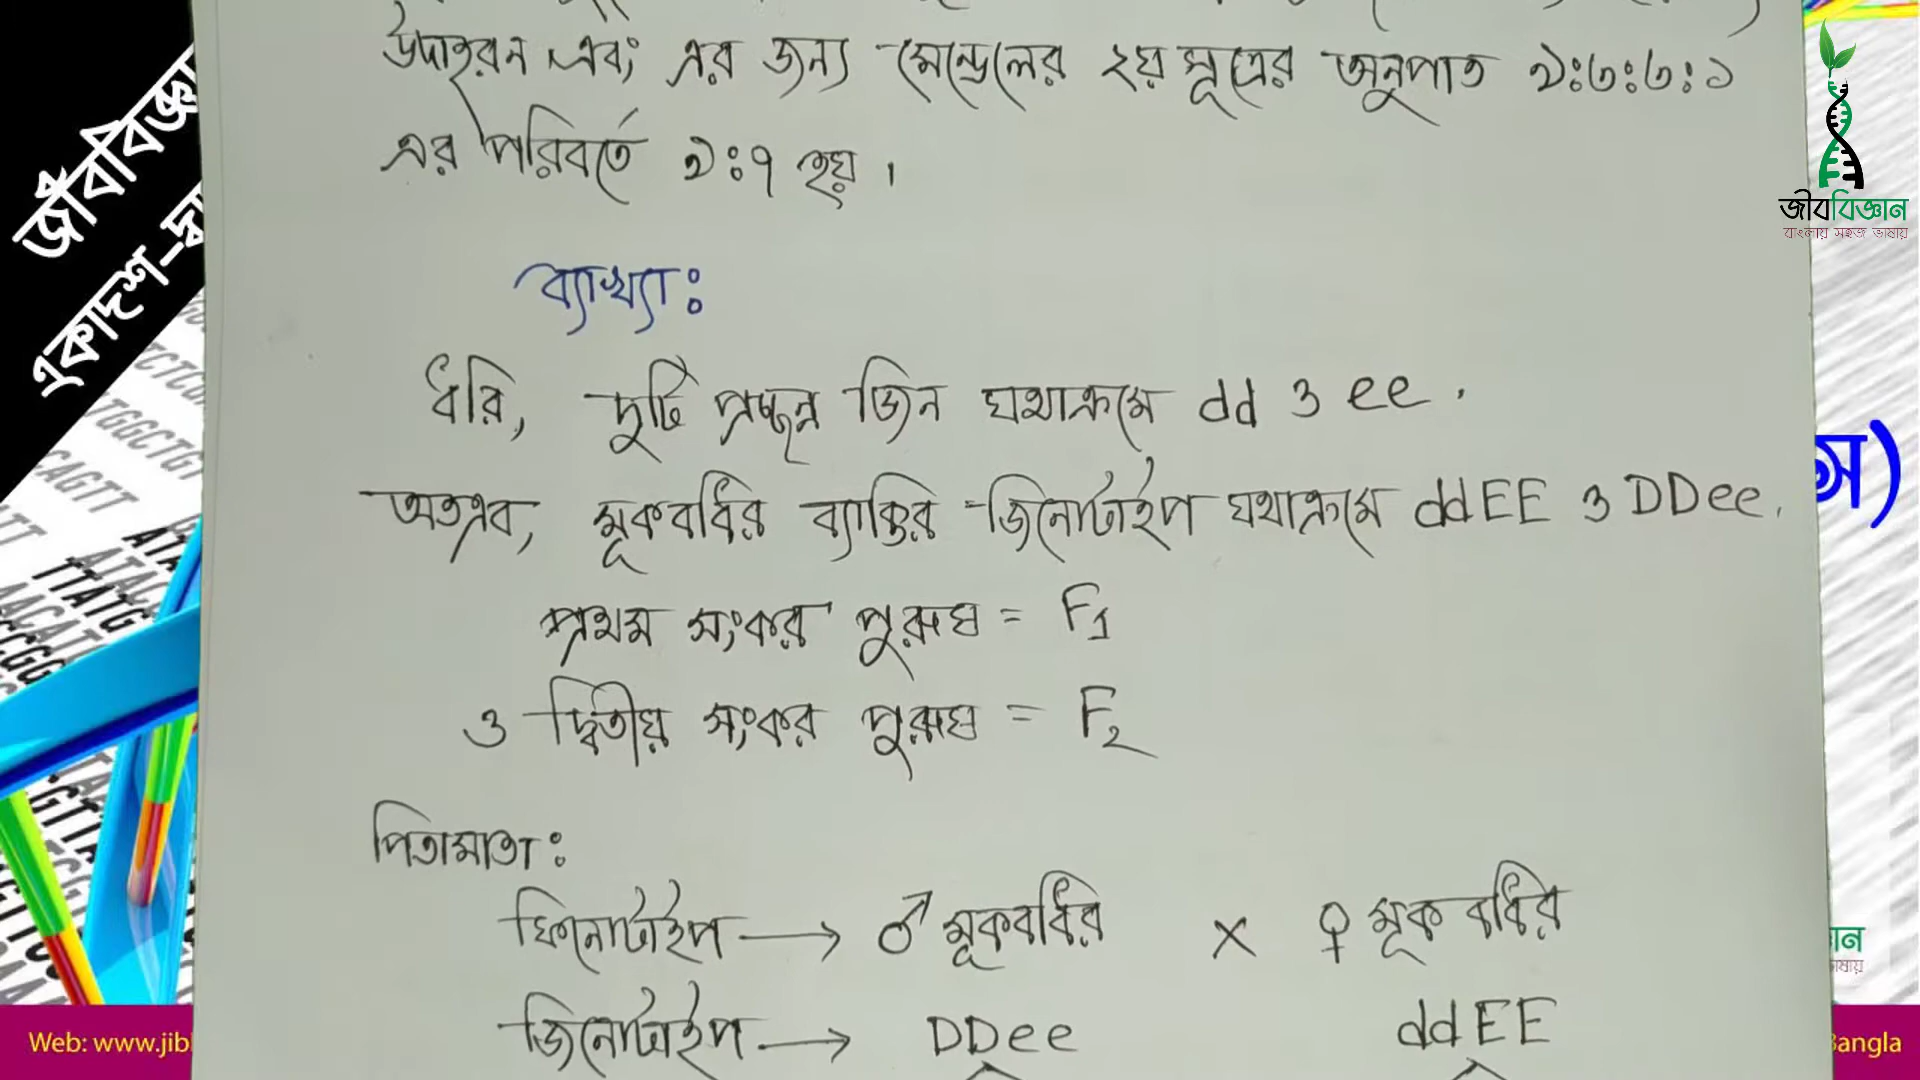 উদাহরন এবং এর জন্য মেন্ডেলের ২য় সূত্রের অনুপাত ৯:৩:৩:১
এর পরিবর্তে ৯:৭ হয়।
ব্যাখ্যাঃ
ধরি, দুটি প্রচ্ছন্ন জিন যথাক্রমে dd ও ee.
অতএব, মূকবধির ব্যাক্তির জিনোটাইপ যথাক্রমে ddEE ও DDee.
প্রথম সংকর পুরুষ = F1
ও দ্বিতীয় সংকর পুরুষ = F2
পিতামাতাঃ
ফিনোটাইপ → ♂ মূকবধির × ♀ মূক বধির
জিনোটাইপ → DDee ddEE
জীববিজ্ঞান
বাংলায় সহজ ভাষায়
জীববিজ্ঞ
একাদশ-দ্বা
স)
Web: www.jibl
Bangla